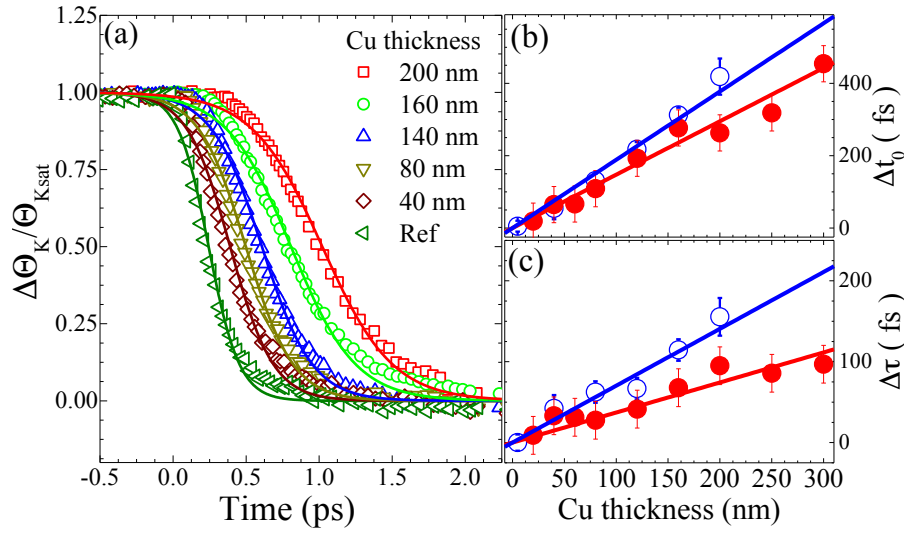 (a)
Cu thickness
200 nm
160 nm
140 nm
80 nm
40 nm
Ref
1.25
1.00
0.75
0.50
0.25
0.00
ΔΘ_K/Θ_Ksat
-0.5 0.0 0.5 1.0 1.5 2.0
Time (ps)
(b)
400
200
0
Δt_0 ( fs)
(c)
200
100
0
Δτ ( fs)
0 50 100 150 200 250 300
Cu thickness (nm)